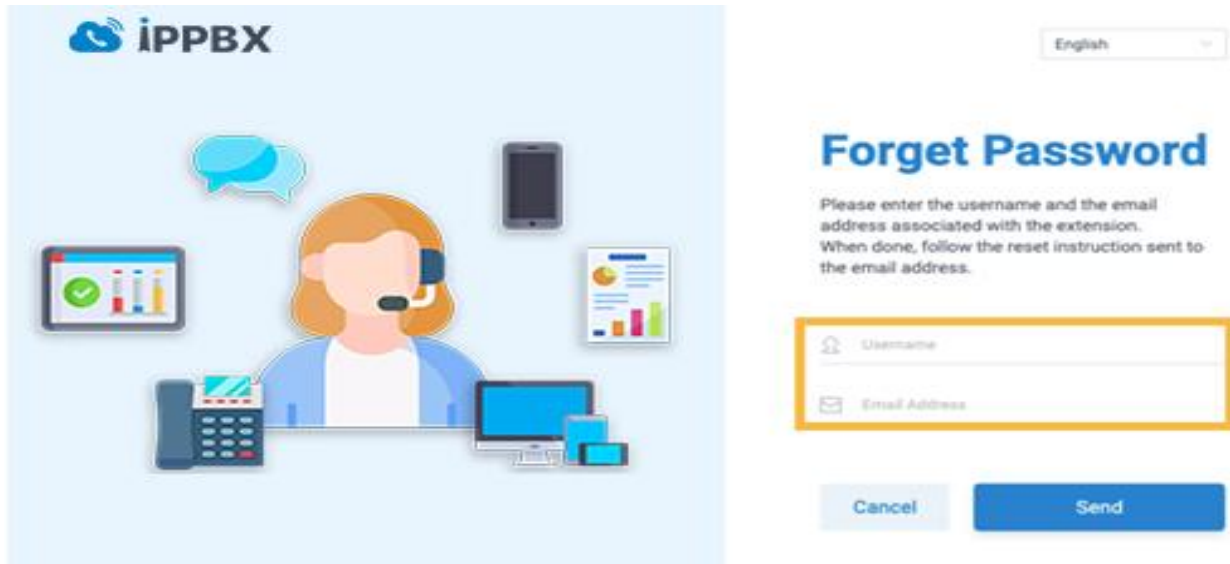 iPPBX
English
Forget Password
Please enter the username and the email
address associated with the extension.
When done, follow the reset instruction sent to
the email address.
Username
Email Address
Cancel
Send